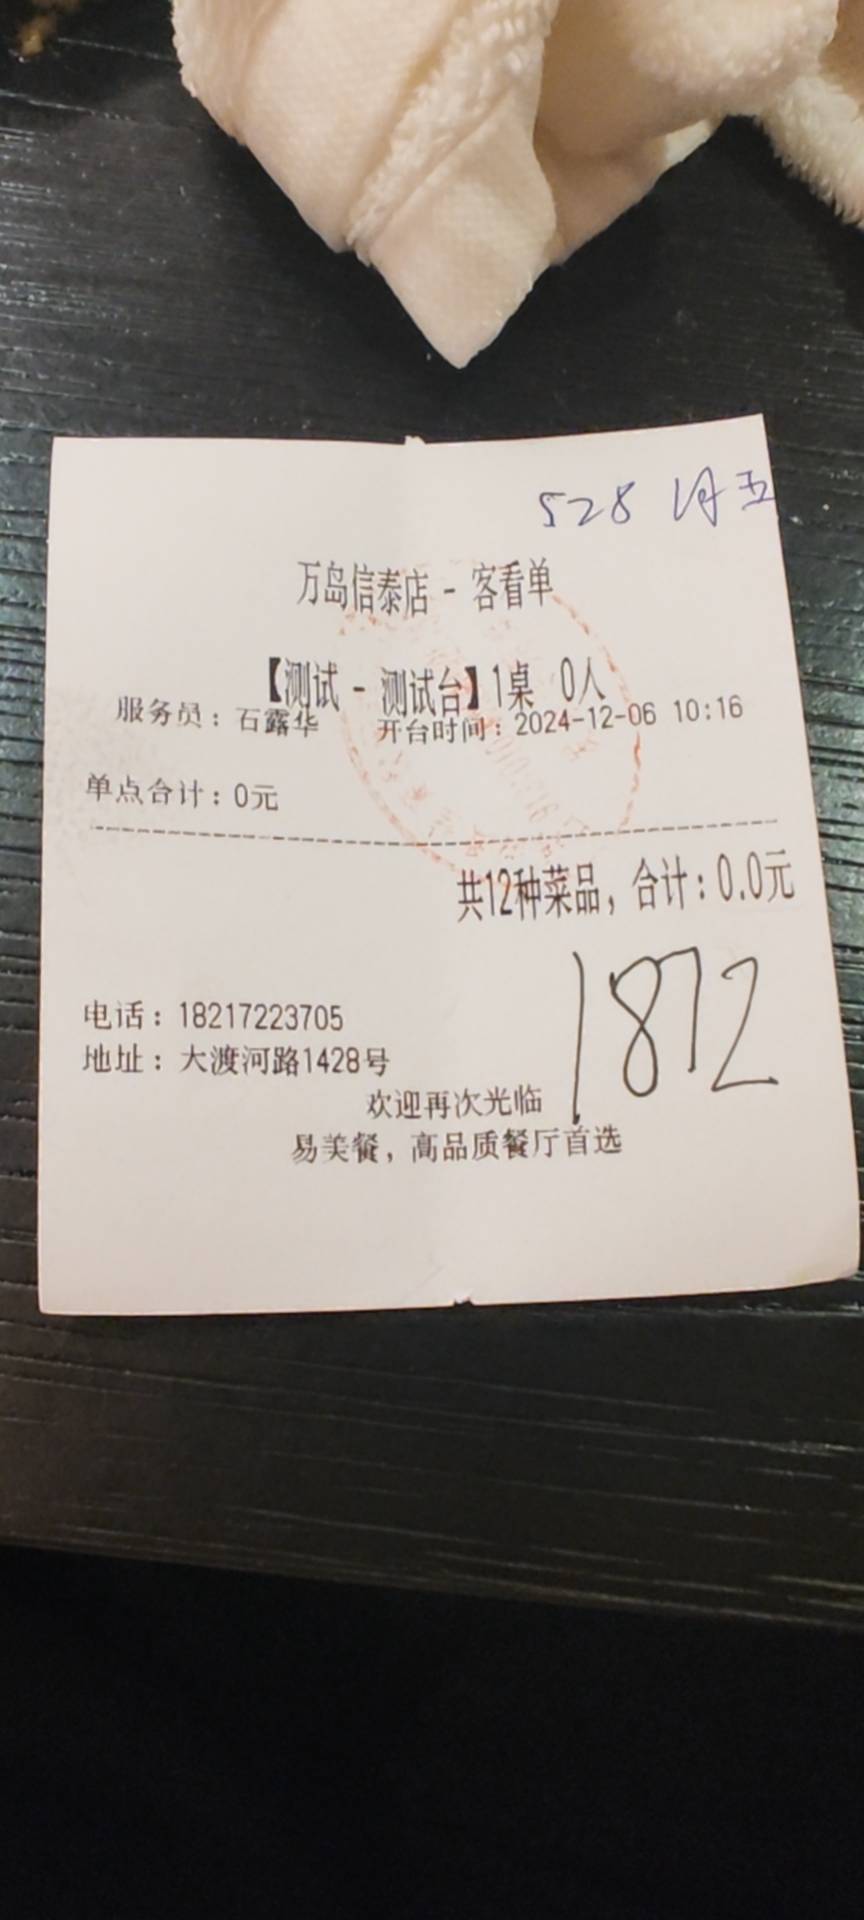 528
万岛信泰店 - 客看单
【测试 - 测试台】1桌 0人
服务员：石露华 开台时间：2024-12-06 10:16
单点合计：0元
共12种菜品，合计：0.0元
1872
电话：18217223705
地址：大渡河路1428号
欢迎再次光临
易美餐，高品质餐厅首选